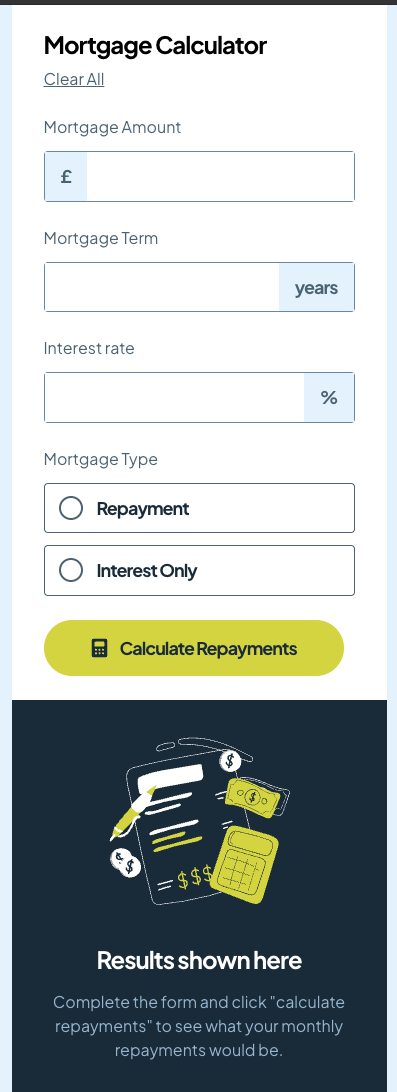 Mortgage Calculator
Clear All
Mortgage Amount
£
Mortgage Term
years
Interest rate
%
Mortgage Type
Repayment
Interest Only
Calculate Repayments
$
$
$
$
$$$
Results shown here
Complete the form and click "calculate
repayments" to see what your monthly
repayments would be.